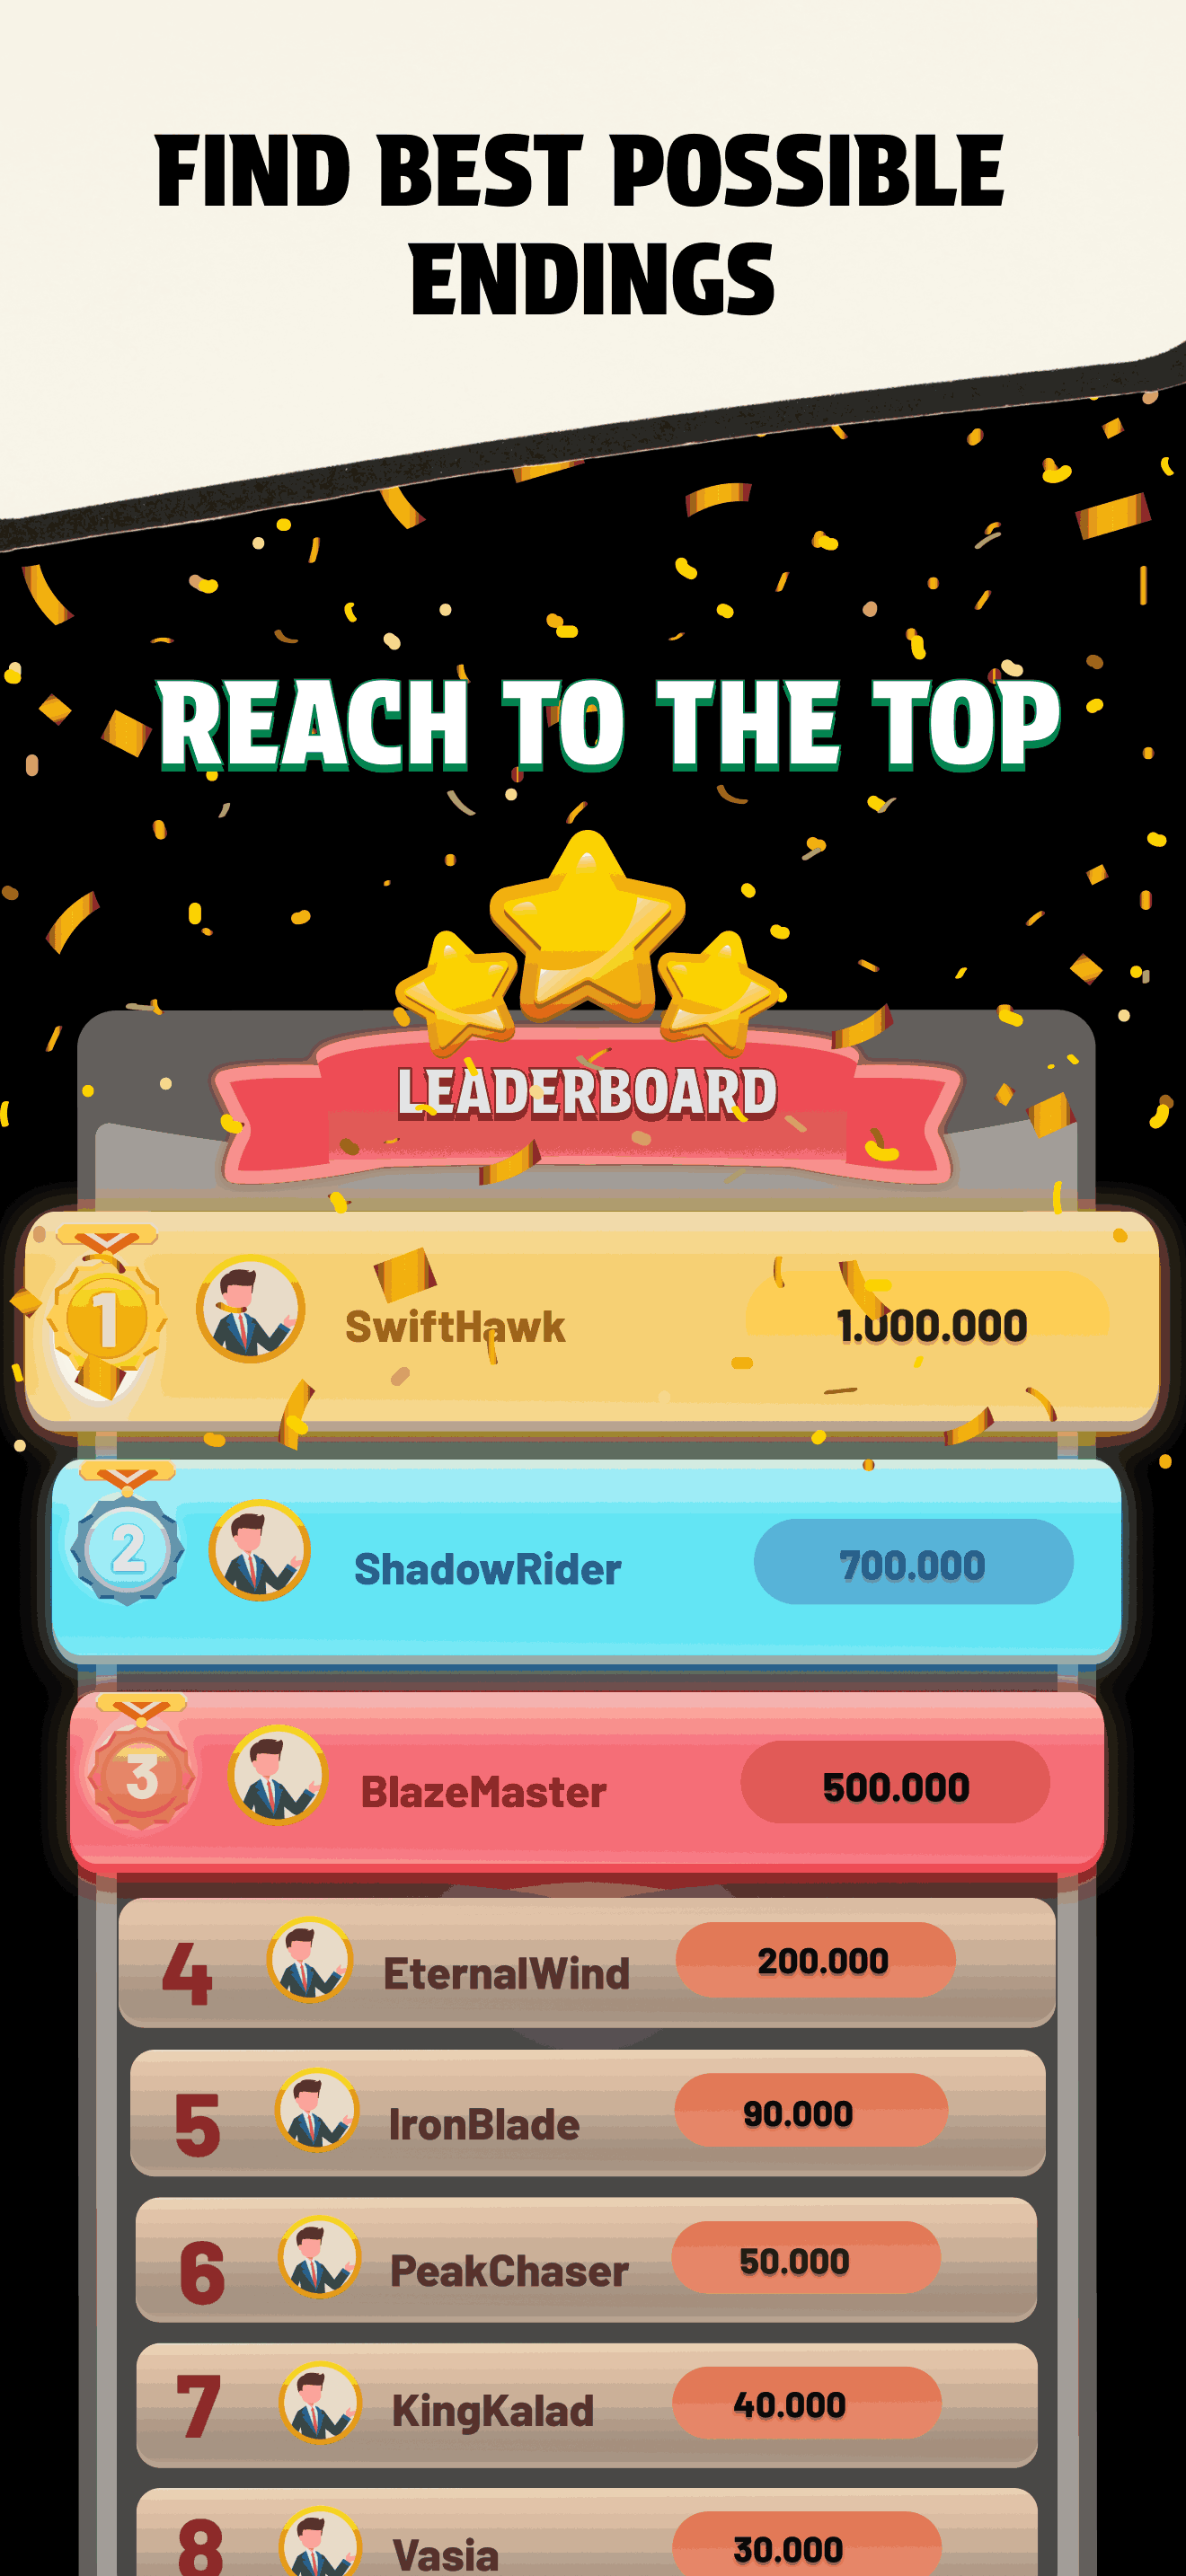 FIND BEST POSSIBLE
ENDINGS
REACH TO THE TOP
LEADERBOARD
1 SwiftHawk 1.000.000
2 ShadowRider 700.000
3 BlazeMaster 500.000
4 EternalWind 200.000
5 IronBlade 90.000
6 PeakChaser 50.000
7 KingKalad 40.000
8 Vasia 30.000